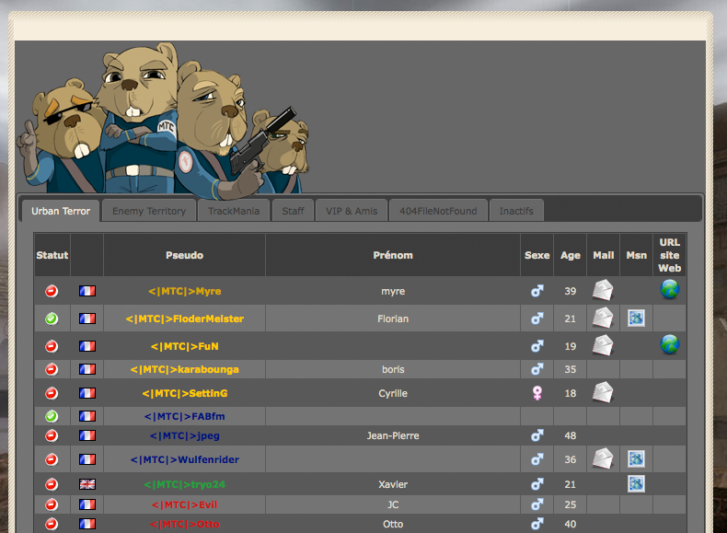 MTC
Urban Terror Enemy Territory TrackMania Staff VIP & Amis 404FileNotFound Inactifs
Statut Pseudo Prénom Sexe Age Mail Msn URL site Web
<|MTC|>Myre myre 39
<|MTC|>FloderMeister Florian 21
<|MTC|>FuN 19
<|MTC|>karabounga boris 35
<|MTC|>SettinG Cyrille 18
<|MTC|>FABfm
<|MTC|>jpeg Jean-Pierre 48
<|MTC|>Wulfenrider 36
<|MTC|>tryo24 Xavier 21
<|MTC|>Evil JC 25
<|MTC|>Otto Otto 40